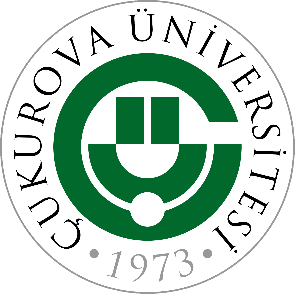 ÇUKUROVA ÜNİVERSİTESİ
• 1973 •